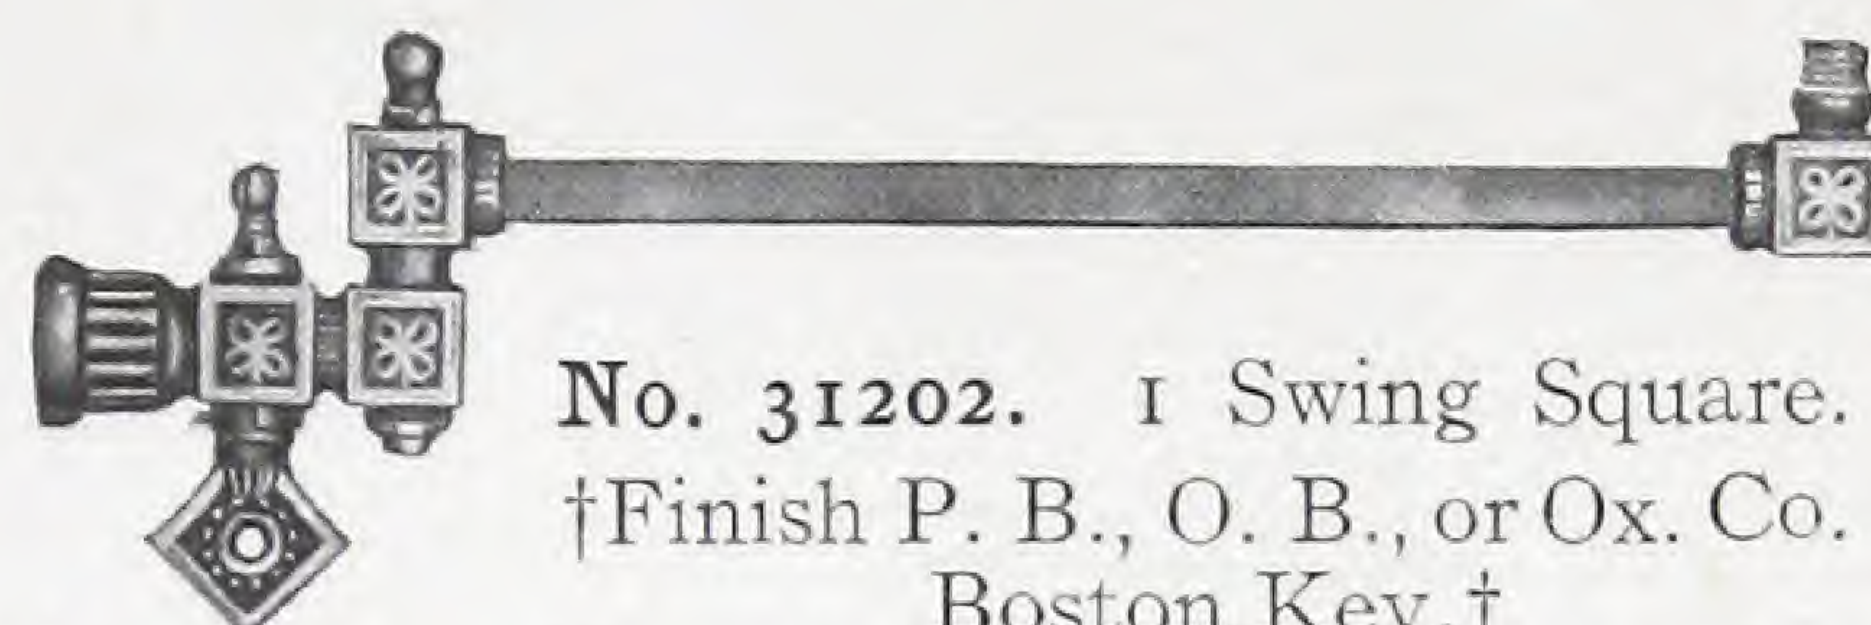 No. 31202. 1 Swing Square.
†Finish P. B., O. B., or Ox. Co.
Boston Key.†